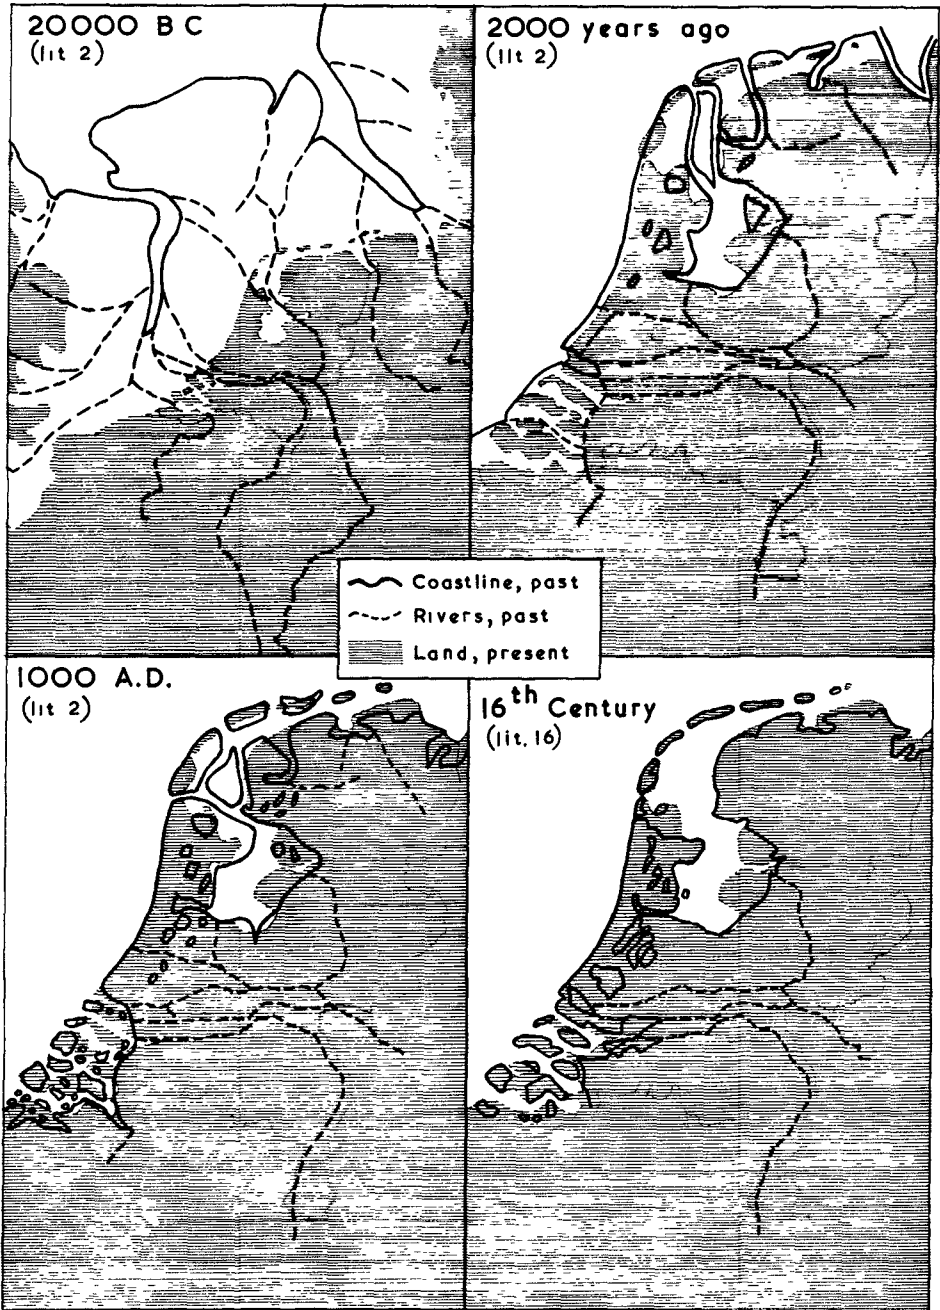 20000 B C
(lit 2)
2000 years ago
(lit 2)
Coastline, past
Rivers, past
Land, present
1000 A.D.
(lit 2)
16th Century
(lit. 16)